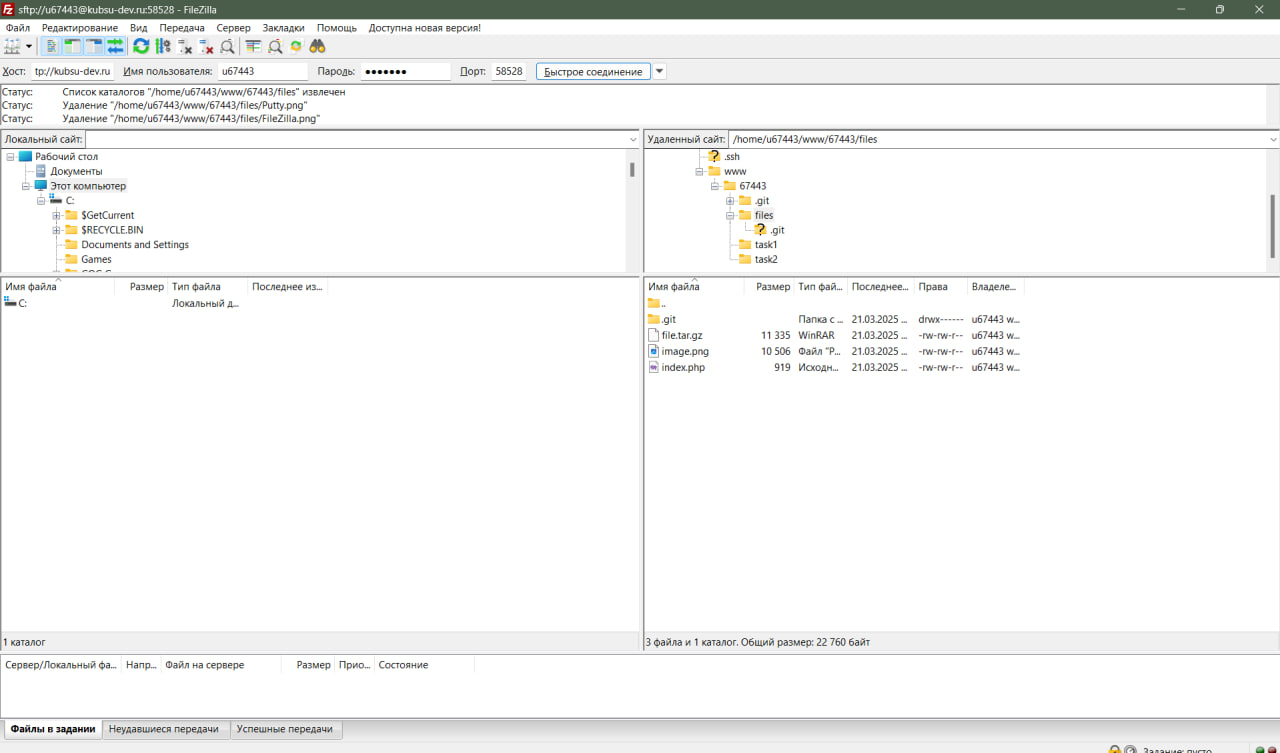 sftp://u67443@kubsu-dev.ru:58528 - FileZilla
Файл Редактирование Вид Передача Сервер Закладки Помощь Доступна новая версия!
Хост: tp://kubsu-dev.ru Имя пользователя: u67443 Пароль: ●●●●●●● Порт: 58528 Быстрое соединение
Статус: Список каталогов "/home/u67443/www/67443/files" извлечен
Статус: Удаление "/home/u67443/www/67443/files/Putty.png"
Статус: Удаление "/home/u67443/www/67443/files/FileZilla.png"
Локальный сайт:
Рабочий стол
Документы
Этот компьютер
C:
$GetCurrent
$RECYCLE.BIN
Documents and Settings
Games
Имя файла Размер Тип файла Последнее из...
C: Локальный д...
1 каталог
Удаленный сайт: /home/u67443/www/67443/files
.ssh
www
67443
.git
files
.git
task1
task2
Имя файла Размер Тип фай... Последнее... Права Владеле...
..
.git Папка с ... 21.03.2025 ... drwx------ u67443 w...
file.tar.gz 11 335 WinRAR 21.03.2025 ... -rw-rw-r-- u67443 w...
image.png 10 506 Файл "P... 21.03.2025 ... -rw-rw-r-- u67443 w...
index.php 919 Исходн... 21.03.2025 ... -rw-rw-r-- u67443 w...
3 файла и 1 каталог. Общий размер: 22 760 байт
Сервер/Локальный фа... Напр... Файл на сервере Размер Прио... Состояние
Файлы в задании Неудавшиеся передачи Успешные передачи
Задание: пусто